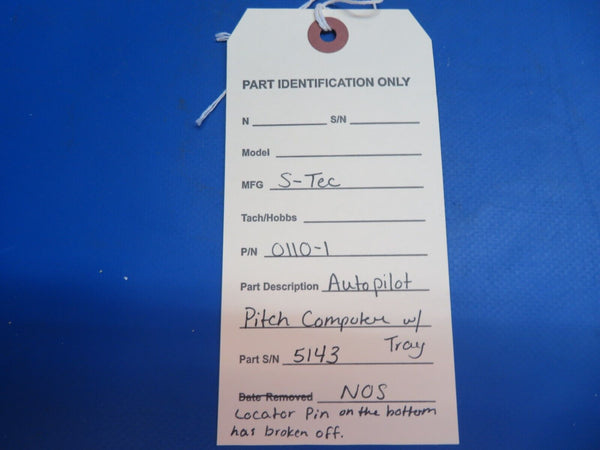 PART IDENTIFICATION ONLY
N S/N
Model
MFG S-Tec
Tach/Hobbs
P/N 0110-1
Part Description Autopilot
Pitch Computer w/
Tray
Part S/N 5143
Date Removed NOS
Locator Pin on the bottom
has broken off.